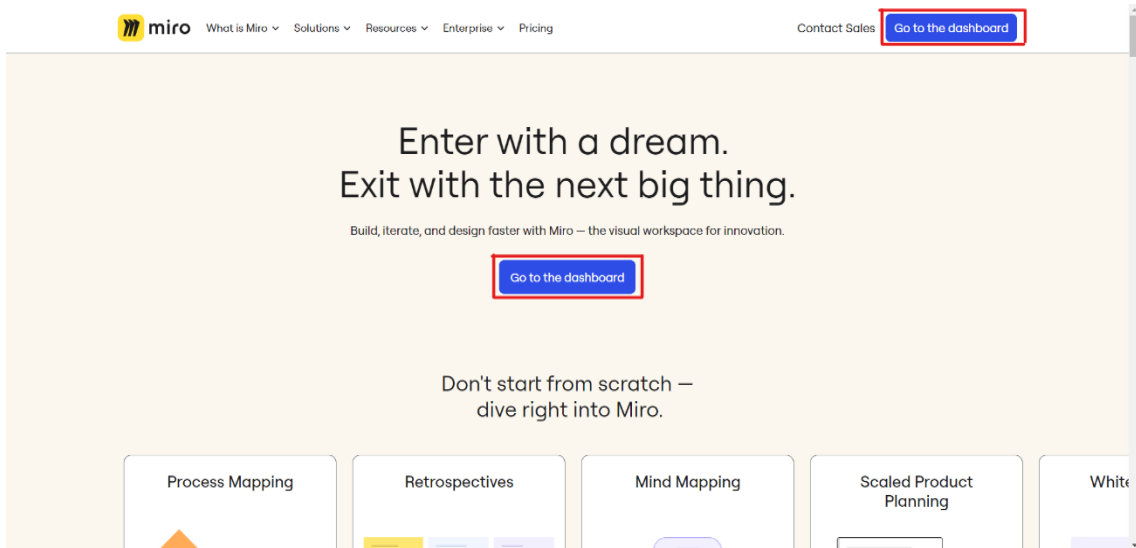 miro What is Miro Solutions Resources Enterprise Pricing Contact Sales Go to the dashboard
Enter with a dream.
Exit with the next big thing.
Build, iterate, and design faster with Miro — the visual workspace for innovation.
Go to the dashboard
Don't start from scratch —
dive right into Miro.
Process Mapping
Retrospectives
Mind Mapping
Scaled Product
Planning
White